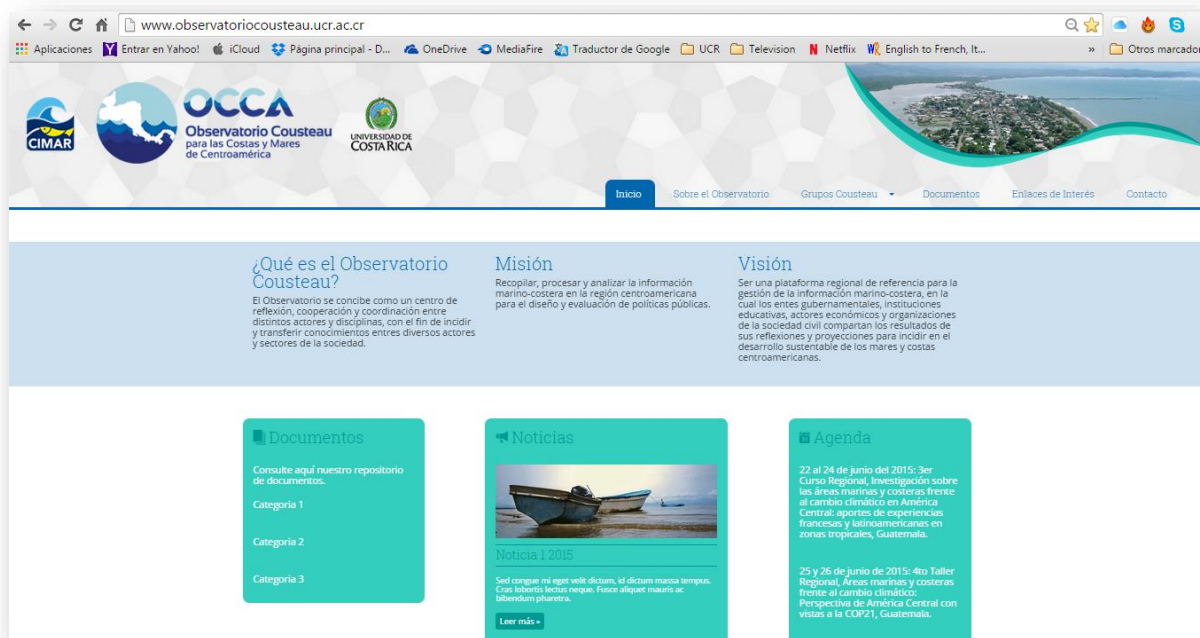 www.observatoriocousteau.ucr.ac.cr
Aplicaciones Entrar en Yahoo! iCloud Página principal - D... OneDrive MediaFire Traductor de Google UCR Television Netflix English to French, It... » Otros marcador
CIMAR
OCCA
Observatorio Cousteau
para las Costas y Mares
de Centroamérica
UNIVERSIDAD DE
COSTA RICA
Inicio Sobre el Observatorio Grupos Cousteau Documentos Enlaces de Interés Contacto
¿Qué es el Observatorio
Cousteau?
El Observatorio se concibe como un centro de
reflexión, cooperación y coordinación entre
distintos actores y disciplinas, con el fin de incidir
y transferir conocimientos entres diversos actores
y sectores de la sociedad.
Misión
Recopilar, procesar y analizar la información
marino-costera en la región centroamericana
para el diseño y evaluación de políticas públicas.
Visión
Ser una plataforma regional de referencia para la
gestión de la información marino-costera, en la
cual los entes gubernamentales, instituciones
educativas, actores económicos y organizaciones
de la sociedad civil compartan los resultados de
sus reflexiones y proyecciones para incidir en el
desarrollo sustentable de los mares y costas
centroamericanas.
Documentos
Consulte aquí nuestro repositorio
de documentos.
Categoria 1
Categoria 2
Categoria 3
Noticias
Noticia 1 2015
Sed congue mi eget velit dictum, id dictum massa tempus.
Cras lobortis lectus neque. Fusce aliquet mauris ac
bibendum pharetra.
Leer más »
Agenda
22 al 24 de junio del 2015: 3er
Curso Regional, Investigación sobre
las áreas marinas y costeras frente
al cambio climático en América
Central: aportes de experiencias
francesas y latinoamericanas en
zonas tropicales, Guatemala.
25 y 26 de junio de 2015: 4to Taller
Regional, Áreas marinas y costeras
frente al cambio climático:
Perspectiva de América Central con
vistas a la COP21, Guatemala.